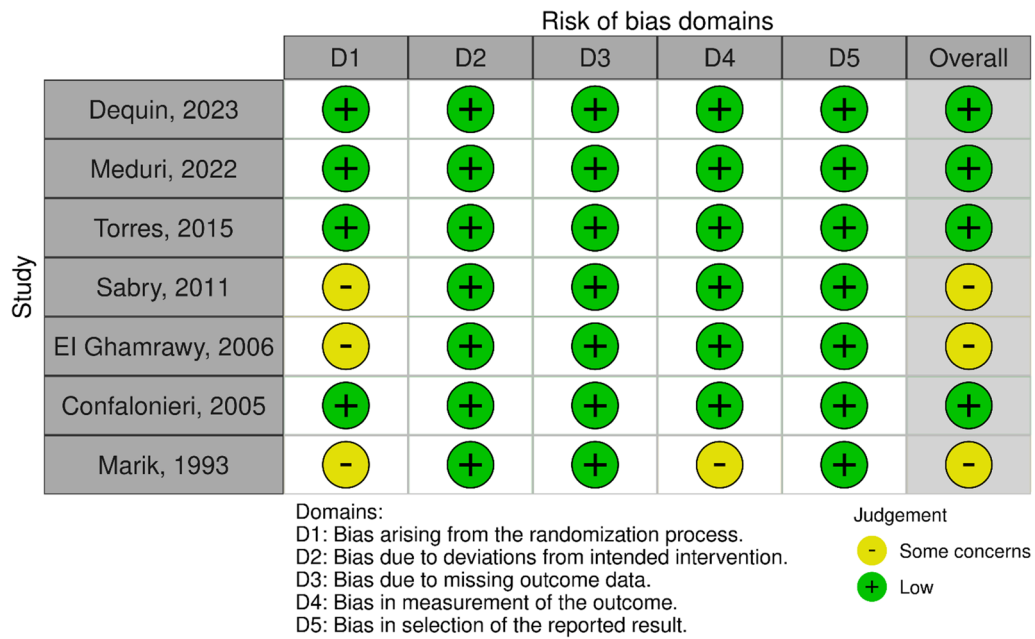 Risk of bias domains
D1 D2 D3 D4 D5 Overall
Study
Dequin, 2023 + + + + + +
Meduri, 2022 + + + + + +
Torres, 2015 + + + + + +
Sabry, 2011 - + + + + -
El Ghamrawy, 2006 - + + + + -
Confalonieri, 2005 + + + + + +
Marik, 1993 - + + - + -
Domains:
D1: Bias arising from the randomization process.
D2: Bias due to deviations from intended intervention.
D3: Bias due to missing outcome data.
D4: Bias in measurement of the outcome.
D5: Bias in selection of the reported result.
Judgement
- Some concerns
+ Low